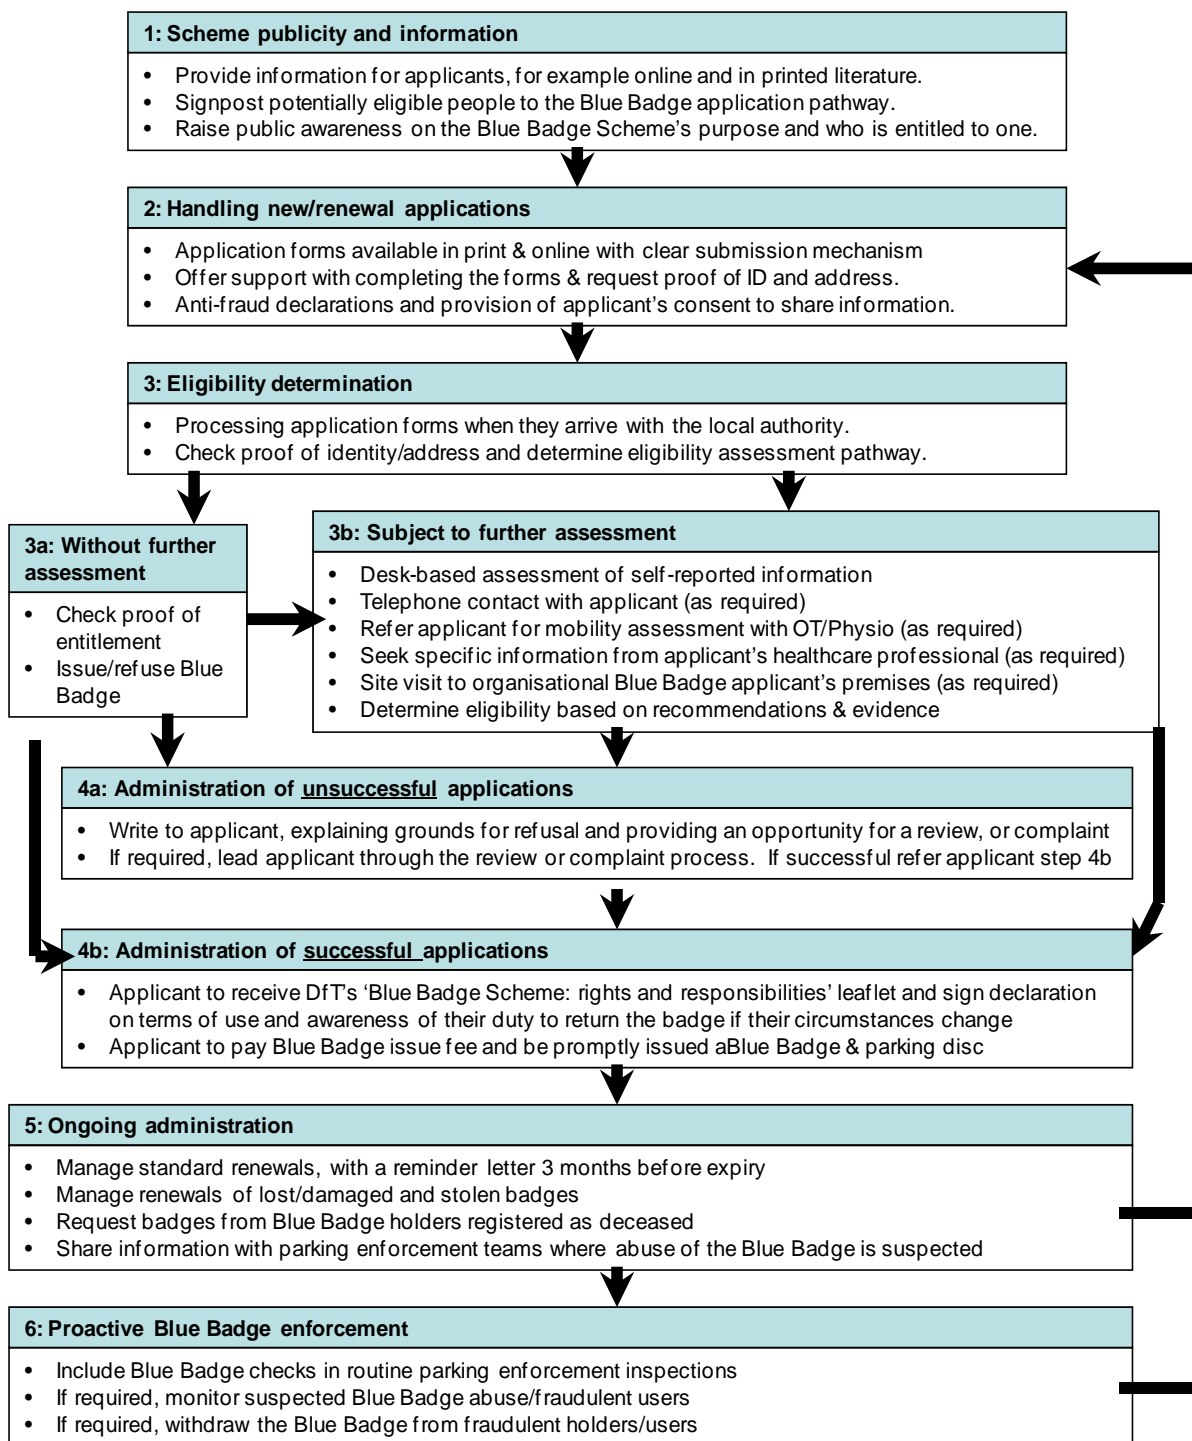 1: Scheme publicity and information
• Provide information for applicants, for example online and in printed literature.
• Signpost potentially eligible people to the Blue Badge application pathway.
• Raise public awareness on the Blue Badge Scheme's purpose and who is entitled to one.
2: Handling new/renewal applications
• Application forms available in print & online with clear submission mechanism
• Offer support with completing the forms & request proof of ID and address.
• Anti-fraud declarations and provision of applicant's consent to share information.
3: Eligibility determination
• Processing application forms when they arrive with the local authority.
• Check proof of identity/address and determine eligibility assessment pathway.
3a: Without further
assessment
• Check proof of
entitlement
• Issue/refuse Blue
Badge
3b: Subject to further assessment
• Desk-based assessment of self-reported information
• Telephone contact with applicant (as required)
• Refer applicant for mobility assessment with OT/Physio (as required)
• Seek specific information from applicant's healthcare professional (as required)
• Site visit to organisational Blue Badge applicant's premises (as required)
• Determine eligibility based on recommendations & evidence
4a: Administration of unsuccessful applications
• Write to applicant, explaining grounds for refusal and providing an opportunity for a review, or complaint
• If required, lead applicant through the review or complaint process. If successful refer applicant step 4b
4b: Administration of successful applications
• Applicant to receive DfT's 'Blue Badge Scheme: rights and responsibilities' leaflet and sign declaration
on terms of use and awareness of their duty to return the badge if their circumstances change
• Applicant to pay Blue Badge issue fee and be promptly issued aBlue Badge & parking disc
5: Ongoing administration
• Manage standard renewals, with a reminder letter 3 months before expiry
• Manage renewals of lost/damaged and stolen badges
• Request badges from Blue Badge holders registered as deceased
• Share information with parking enforcement teams where abuse of the Blue Badge is suspected
6: Proactive Blue Badge enforcement
• Include Blue Badge checks in routine parking enforcement inspections
• If required, monitor suspected Blue Badge abuse/fraudulent users
• If required, withdraw the Blue Badge from fraudulent holders/users